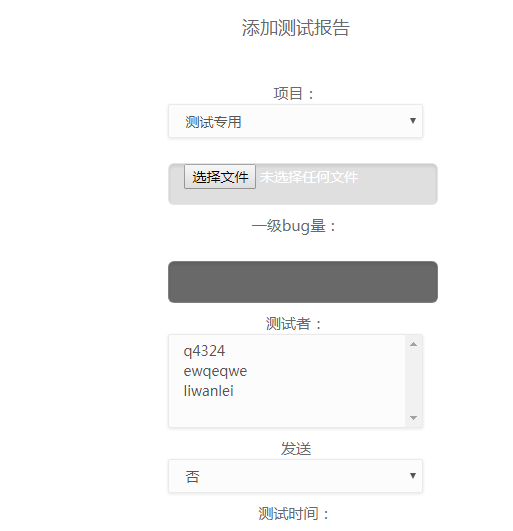 添加测试报告
项目：
测试专用
选择文件 未选择任何文件
一级bug量：
测试者：
q4324
ewqeqwe
liwanlei
发送
否
测试时间：